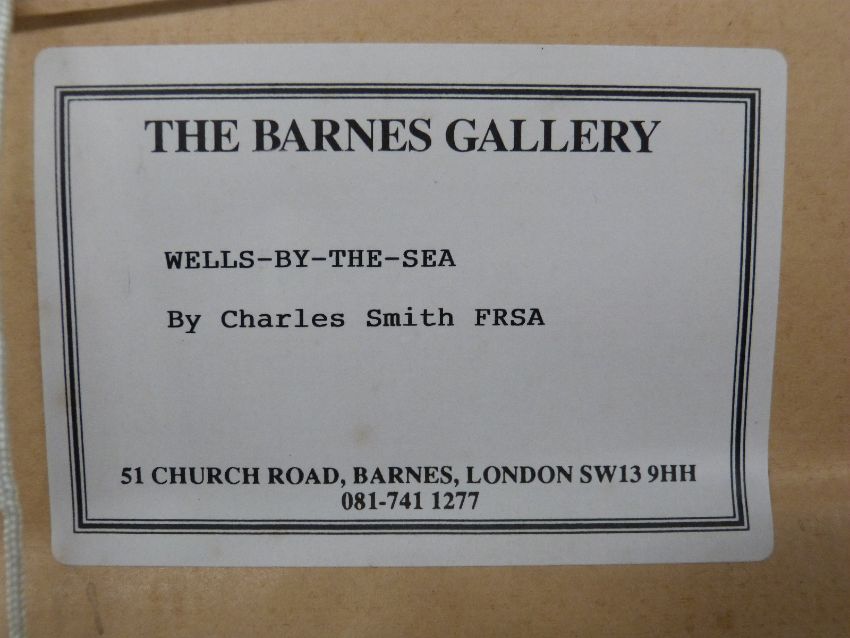 THE BARNES GALLERY
WELLS-BY-THE-SEA
By Charles Smith FRSA
51 CHURCH ROAD, BARNES, LONDON SW13 9HH
081-741 1277